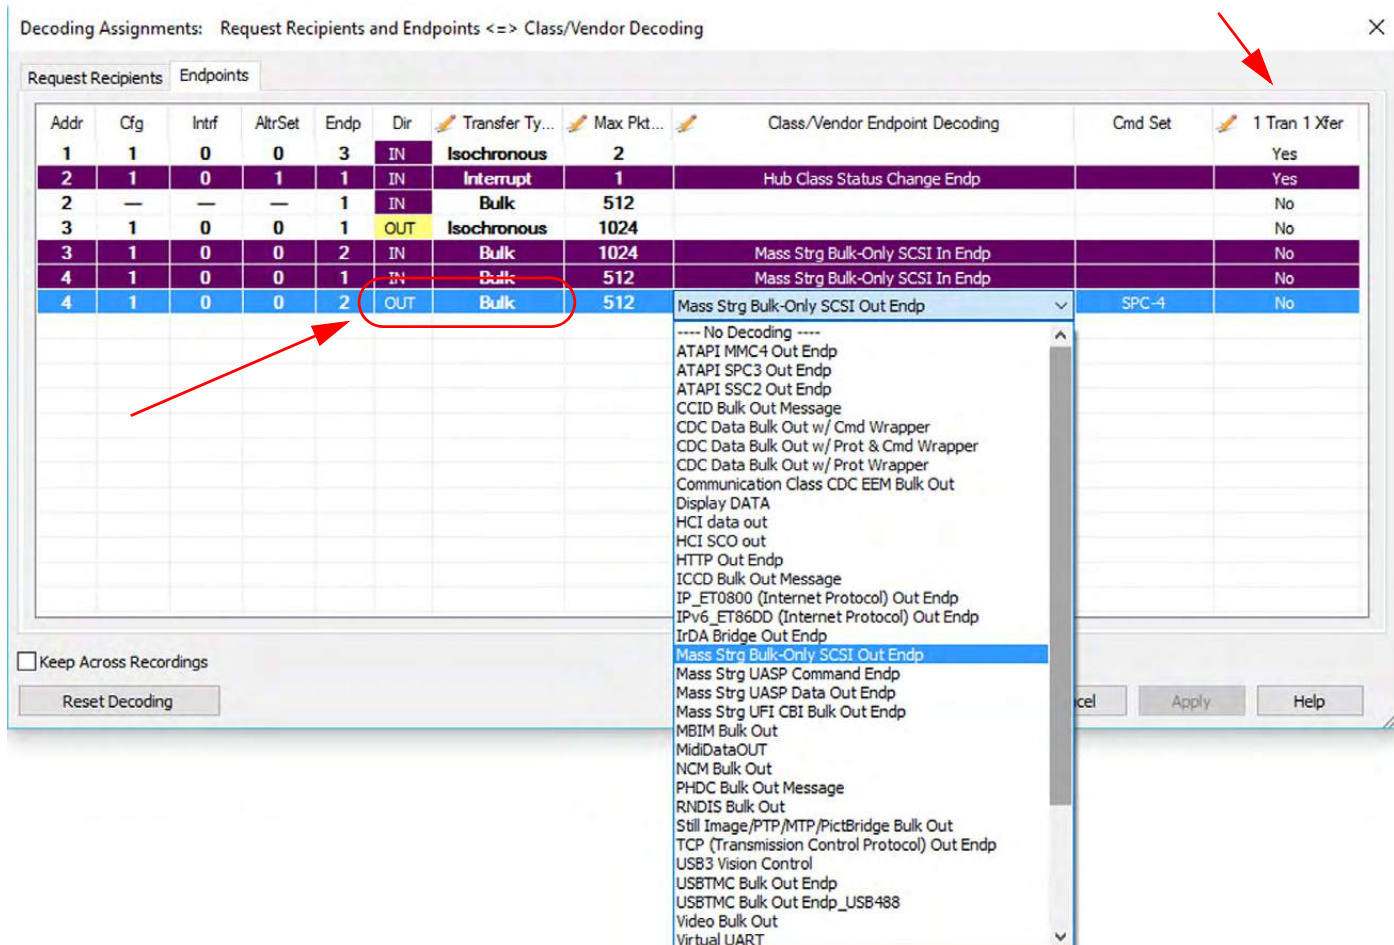 Decoding Assignments: Request Recipients and Endpoints <=> Class/Vendor Decoding
Request Recipients Endpoints
Addr Cfg Intrf AltrSet Endp Dir Transfer Ty... Max Pkt... Class/Vendor Endpoint Decoding Cmd Set 1 Tran 1 Xfer
1 1 0 0 3 IN Isochronous 2 Yes
2 1 0 1 1 IN Interrupt 1 Hub Class Status Change Endp Yes
2 — — — 1 IN Bulk 512 No
3 1 0 0 1 OUT Isochronous 1024 No
3 1 0 0 2 IN Bulk 1024 Mass Strg Bulk-Only SCSI In Endp No
4 1 0 0 1 IN Bulk 512 Mass Strg Bulk-Only SCSI In Endp No
4 1 0 0 2 OUT Bulk 512 Mass Strg Bulk-Only SCSI Out Endp SPC-4 No
---- No Decoding ----
ATAPI MMC4 Out Endp
ATAPI SPC3 Out Endp
ATAPI SSC2 Out Endp
CCID Bulk Out Message
CDC Data Bulk Out w/ Cmd Wrapper
CDC Data Bulk Out w/ Prot & Cmd Wrapper
CDC Data Bulk Out w/ Prot Wrapper
Communication Class CDC EEM Bulk Out
Display DATA
HCI data out
HCI SCO out
HTTP Out Endp
ICCD Bulk Out Message
IP_ET0800 (Internet Protocol) Out Endp
IPv6_ET86DD (Internet Protocol) Out Endp
IrDA Bridge Out Endp
Mass Strg Bulk-Only SCSI Out Endp
Mass Strg UASP Command Endp
Mass Strg UASP Data Out Endp
Mass Strg UFI CBI Bulk Out Endp
MBIM Bulk Out
MidiDataOUT
NCM Bulk Out
PHDC Bulk Out Message
RNDIS Bulk Out
Still Image/PTP/MTP/PictBridge Bulk Out
TCP (Transmission Control Protocol) Out Endp
USB3 Vision Control
USBTMC Bulk Out Endp
USBTMC Bulk Out Endp_USB488
Video Bulk Out
Virtual UART
Keep Across Recordings
Reset Decoding cel Apply Help